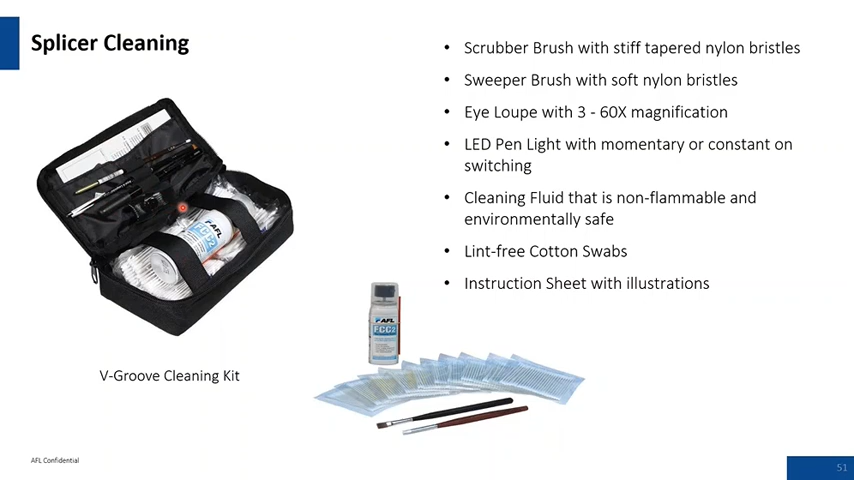 Splicer Cleaning
• Scrubber Brush with stiff tapered nylon bristles
• Sweeper Brush with soft nylon bristles
• Eye Loupe with 3 - 60X magnification
• LED Pen Light with momentary or constant on
switching
• Cleaning Fluid that is non-flammable and
environmentally safe
• Lint-free Cotton Swabs
• Instruction Sheet with illustrations
AFL
FCC2
AFL
FCC2
V-Groove Cleaning Kit
AFL Confidential
51